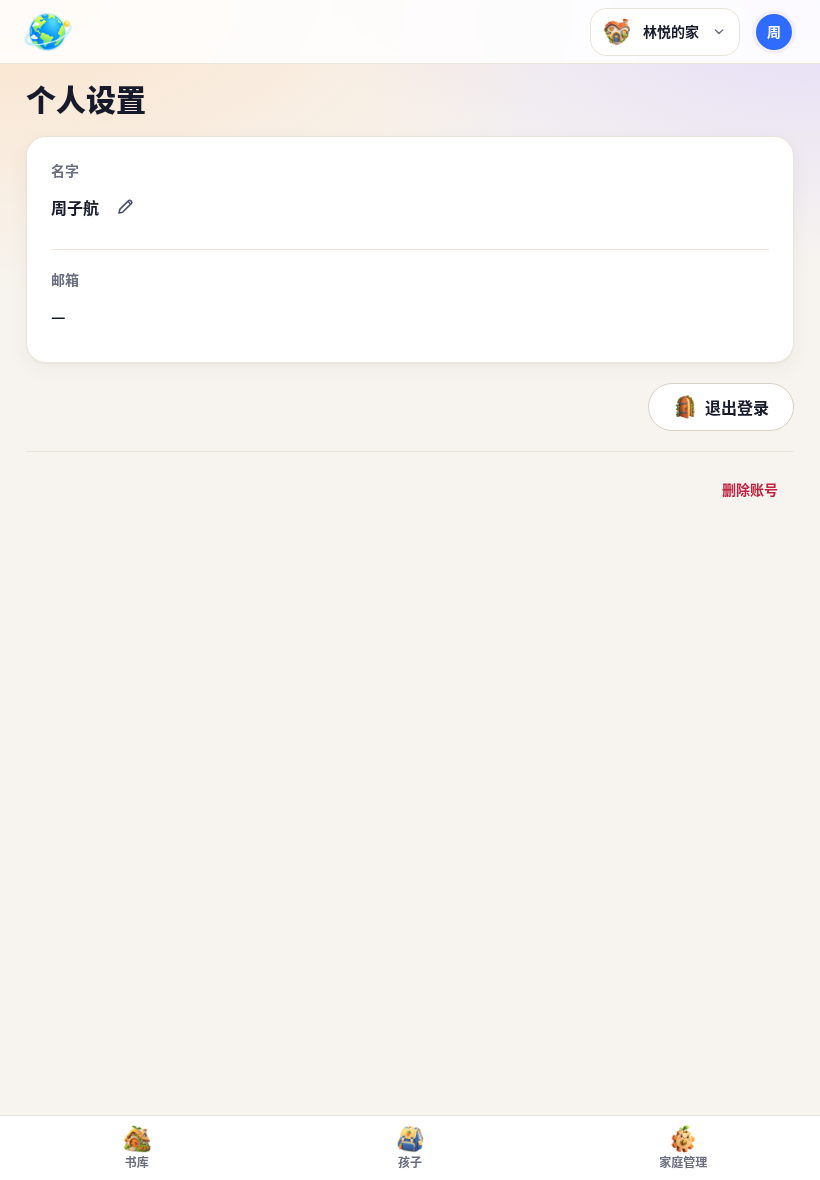 林悦的家
周
个人设置
名字
周子航
邮箱
—
退出登录
删除账号
书库
孩子
家庭管理